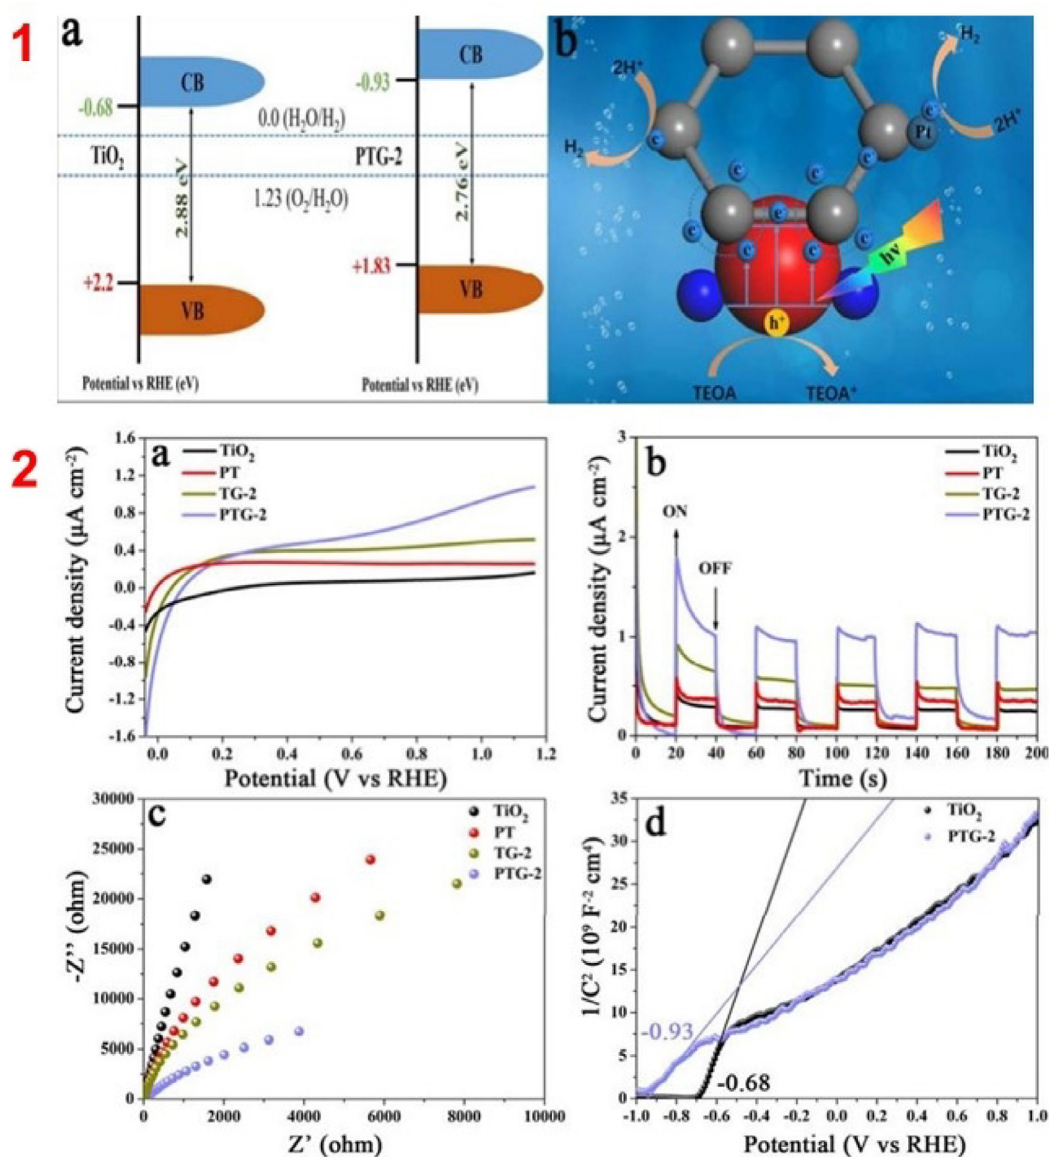 1
a
CB
-0.68
0.0 (H₂O/H₂)
TiO₂
2.88 eV
1.23 (O₂/H₂O)
+2.2
VB
Potential vs RHE (eV)
CB
-0.93
PTG-2
2.76 eV
+1.83
VB
Potential vs RHE (eV)
b
2H⁺
H₂
H₂
2H⁺
Pt
e⁻
e⁻
e⁻
e⁻
e⁻
e⁻
e⁻
e⁻
e⁻
e⁻
hν
h⁺
TEOA
TEOA⁺
2
a
TiO₂
PT
TG-2
PTG-2
Current density (μA cm⁻²)
1.6
1.2
0.8
0.4
0.0
-0.4
-0.8
-1.2
-1.6
0.0 0.2 0.4 0.6 0.8 1.0 1.2
Potential (V vs RHE)
b
TiO₂
PT
TG-2
PTG-2
ON
OFF
Current density (μA cm⁻²)
3
2
1
0
0 20 40 60 80 100 120 140 160 180 200
Time (s)
c
TiO₂
PT
TG-2
PTG-2
-Z'' (ohm)
30000
25000
20000
15000
10000
5000
0
0 2000 4000 6000 8000 10000
Z' (ohm)
d
TiO₂
PTG-2
1/C² (10⁹ F⁻² cm⁴)
35
30
25
20
15
10
5
0
-0.93
-0.68
-1.0 -0.8 -0.6 -0.4 -0.2 0.0 0.2 0.4 0.6 0.8 1.0
Potential (V vs RHE)